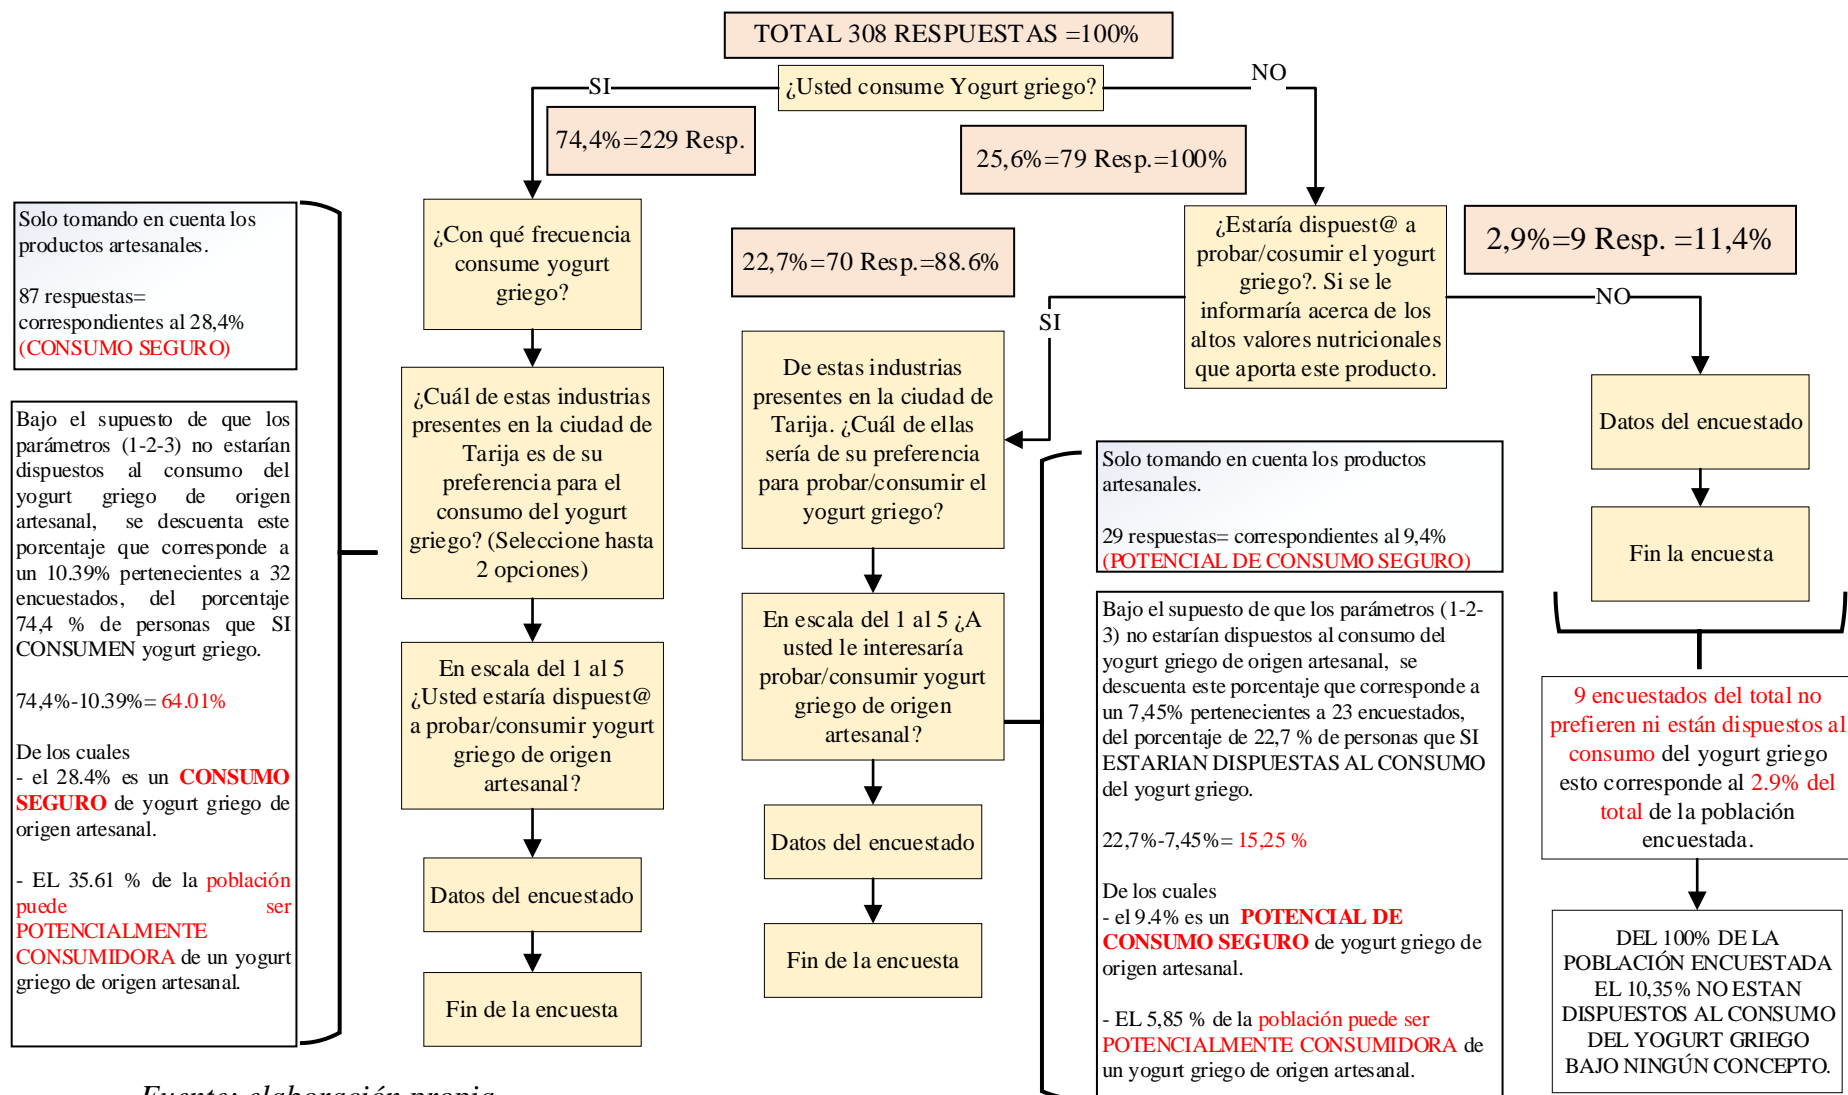 TOTAL 308 RESPUESTAS =100%
¿Usted consume Yogurt griego?
SI
NO
74,4%=229 Resp.
25,6%=79 Resp.=100%
Solo tomando en cuenta los
productos artesanales.
87 respuestas=
correspondientes al 28,4%
(CONSUMO SEGURO)
Bajo el supuesto de que los
parámetros (1-2-3) no estarían
dispuestos al consumo del
yogurt griego de origen
artesanal, se descuenta este
porcentaje que corresponde a
un 10.39% pertenecientes a 32
encuestados, del porcentaje
74,4 % de personas que SI
CONSUMEN yogurt griego.
74,4%-10.39%= 64.01%
De los cuales
- el 28.4% es un CONSUMO
SEGURO de yogurt griego de
origen artesanal.
- EL 35.61 % de la población
puede ser
POTENCIALMENTE
CONSUMIDORA de un yogurt
griego de origen artesanal.
¿Con qué frecuencia
consume yogurt
griego?
¿Cuál de estas industrias
presentes en la ciudad de
Tarija es de su
preferencia para el
consumo del yogurt
griego? (Seleccione hasta
2 opciones)
En escala del 1 al 5
¿Usted estaría dispuest@
a probar/consumir yogurt
griego de origen
artesanal?
Datos del encuestado
Fin de la encuesta
22,7%=70 Resp.=88.6%
¿Estaría dispuest@ a
probar/cosumir el yogurt
griego?. Si se le
informaría acerca de los
altos valores nutricionales
que aporta este producto.
2,9%=9 Resp. =11,4%
SI
NO
De estas industrias
presentes en la ciudad de
Tarija. ¿Cuál de ellas
sería de su preferencia
para probar/consumir el
yogurt griego?
En escala del 1 al 5 ¿A
usted le interesaría
probar/consumir yogurt
griego de origen
artesanal?
Datos del encuestado
Fin de la encuesta
Solo tomando en cuenta los productos
artesanales.
29 respuestas= correspondientes al 9,4%
(POTENCIAL DE CONSUMO SEGURO)
Bajo el supuesto de que los parámetros (1-2-
3) no estarían dispuestos al consumo del
yogurt griego de origen artesanal, se
descuenta este porcentaje que corresponde a
un 7,45% pertenecientes a 23 encuestados,
del porcentaje de 22,7 % de personas que SI
ESTARIAN DISPUESTAS AL CONSUMO
del yogurt griego.
22,7%-7,45%= 15,25 %
De los cuales
- el 9.4% es un POTENCIAL DE
CONSUMO SEGURO de yogurt griego de
origen artesanal.
- EL 5,85 % de la población puede ser
POTENCIALMENTE CONSUMIDORA de
un yogurt griego de origen artesanal.
Datos del encuestado
Fin la encuesta
9 encuestados del total no
prefieren ni están dispuestos al
consumo del yogurt griego
esto corresponde al 2.9% del
total de la población
encuestada.
DEL 100% DE LA
POBLACIÓN ENCUESTADA
EL 10,35% NO ESTAN
DISPUESTOS AL CONSUMO
DEL YOGURT GRIEGO
BAJO NINGÚN CONCEPTO.
Fuente: elaboración propia